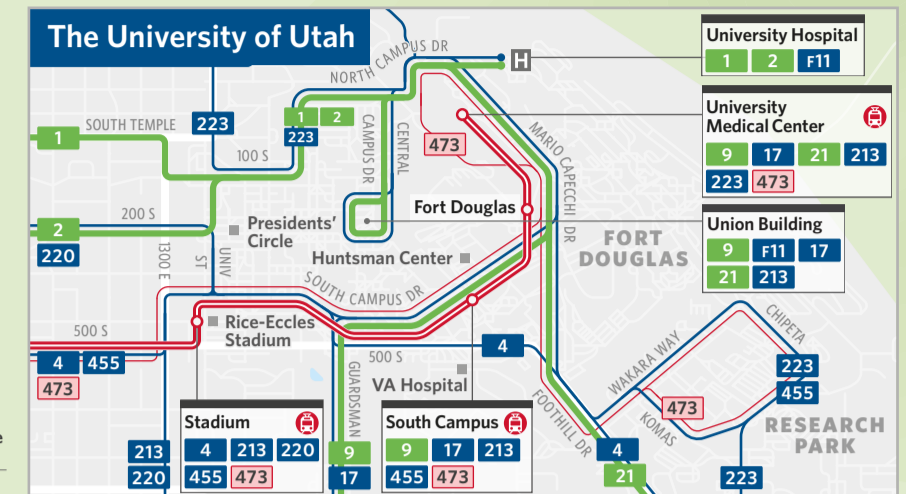 The University of Utah
NORTH CAMPUS DR
H
University Hospital
1 2 F11
University
Medical Center
9 17 21 213
223 473
Union Building
9 F11 17
21 213
1 SOUTH TEMPLE
223
1 2
223
100 S
CAMPUS DR
CENTRAL
473
MARIO CAPECCHI DR
Fort Douglas
FORT
DOUGLAS
200 S
2
220
Presidents'
Circle
Huntsman Center
1300 E
UNIV
ST
SOUTH CAMPUS DR
500 S
4 455
473
Rice-Eccles
Stadium
500 S
4
VA Hospital
GUARDSMAN
WAKARA WAY
CHIPETA
223
455
473
KOMAS
RESEARCH
PARK
FOOTHILL DR
Stadium
4 213 220
455 473
South Campus
9 17 213
455 473
213
220
9
17
4
21
223
e